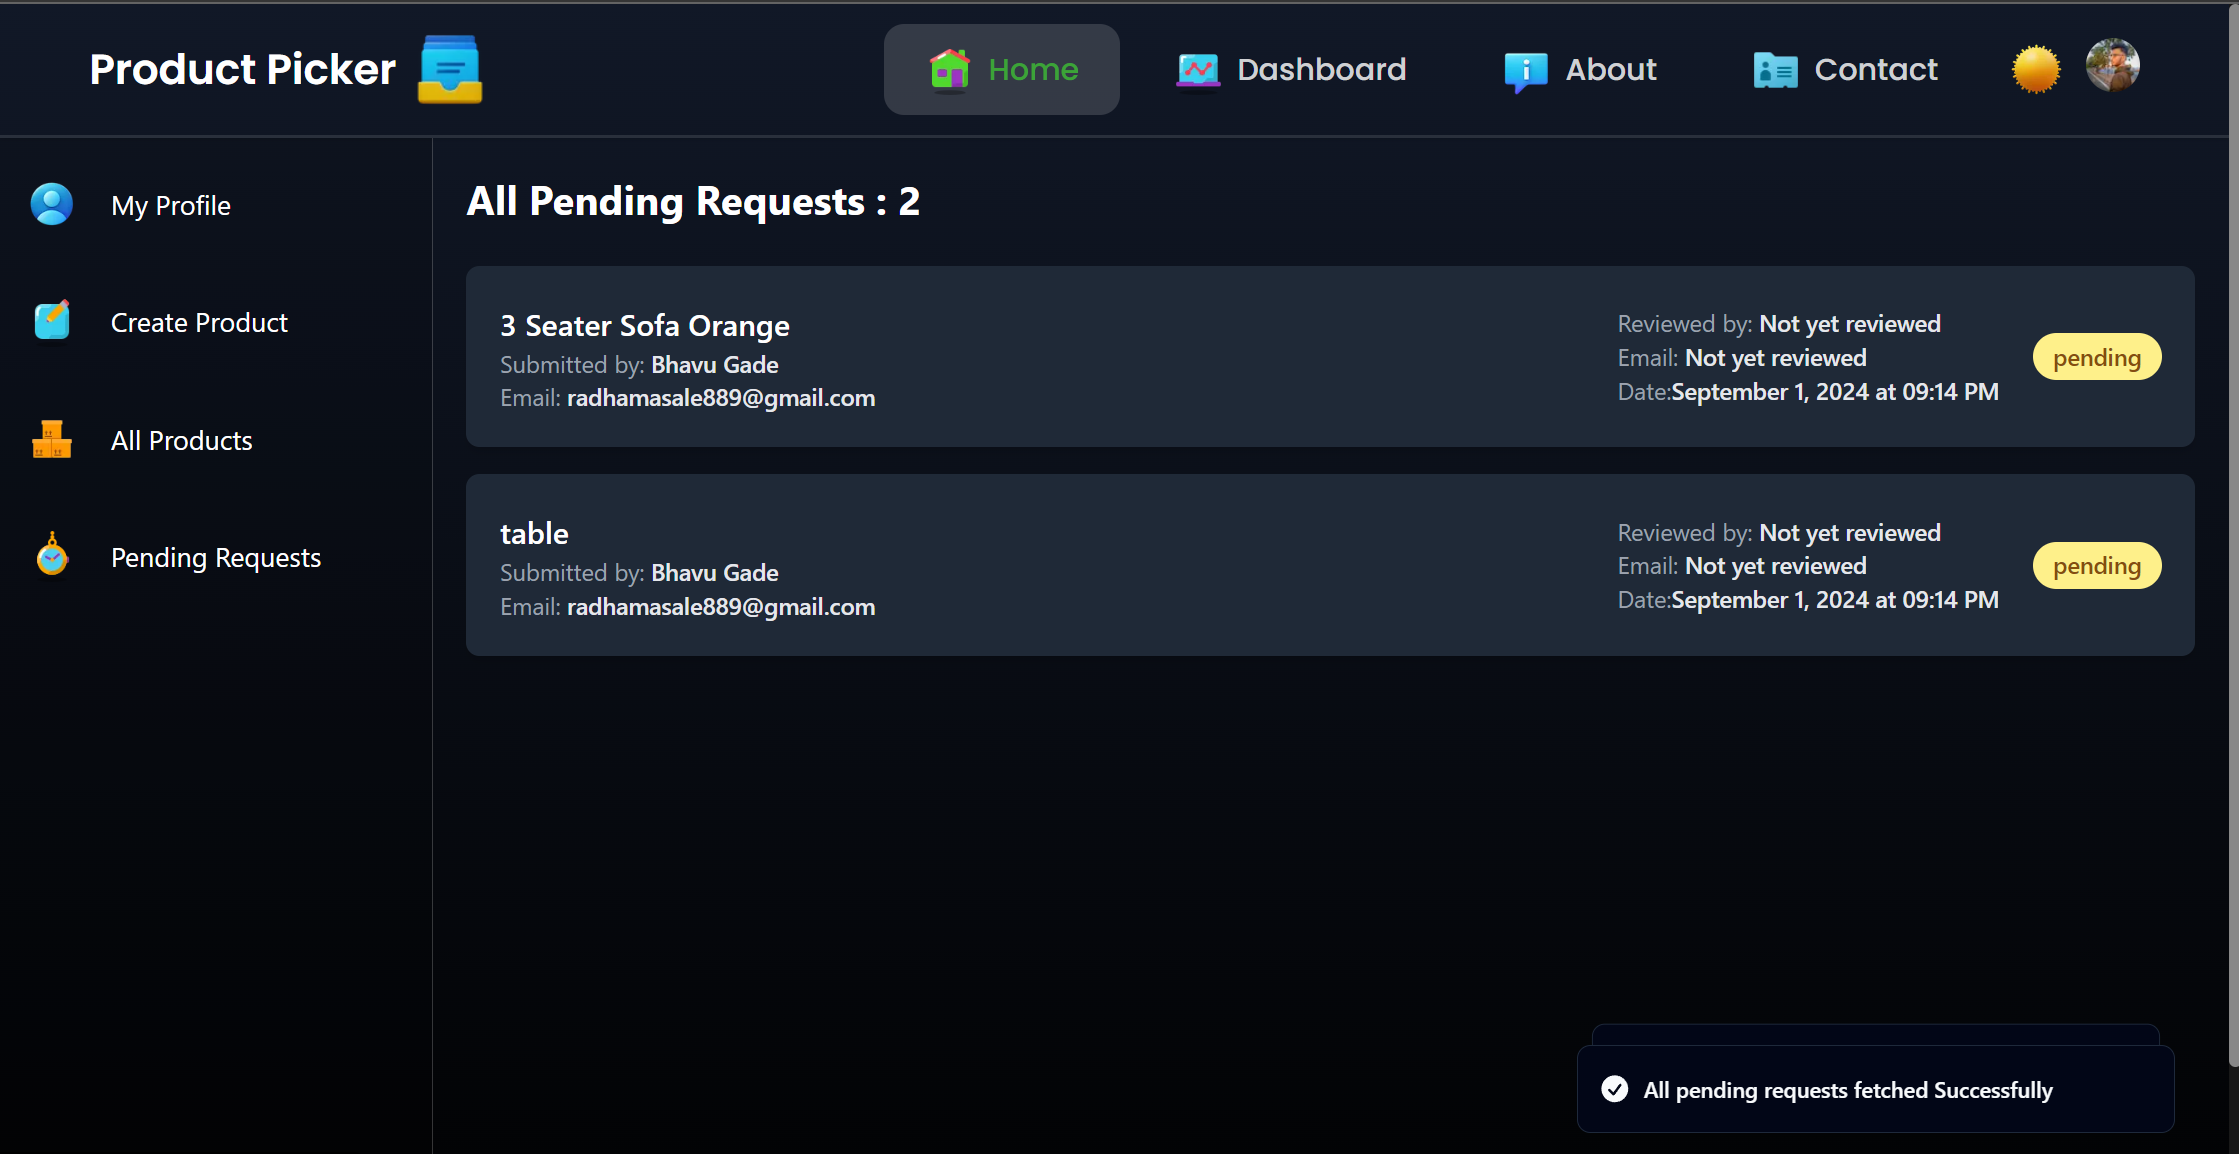 Product Picker
Home
Dashboard
About
Contact
My Profile
Create Product
All Products
Pending Requests
All Pending Requests : 2
3 Seater Sofa Orange
Submitted by: Bhavu Gade
Email: radhamasale889@gmail.com
Reviewed by: Not yet reviewed
Email: Not yet reviewed
Date:September 1, 2024 at 09:14 PM
pending
table
Submitted by: Bhavu Gade
Email: radhamasale889@gmail.com
Reviewed by: Not yet reviewed
Email: Not yet reviewed
Date:September 1, 2024 at 09:14 PM
pending
All pending requests fetched Successfully